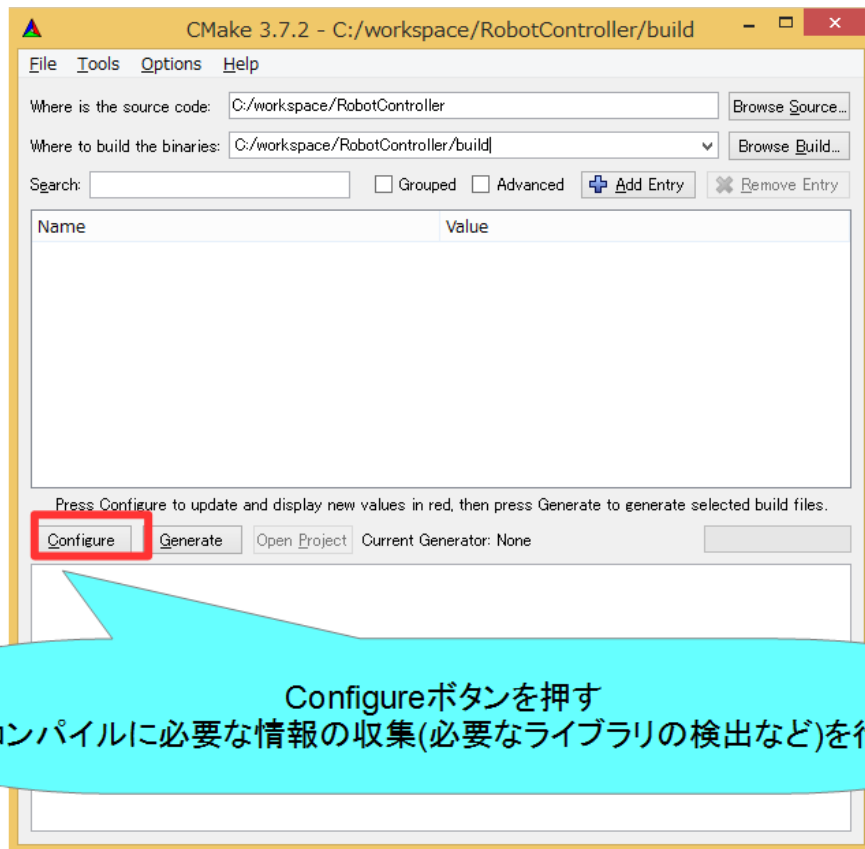 CMake 3.7.2 - C:/workspace/RobotController/build
File Tools Options Help
Where is the source code: C:/workspace/RobotController Browse Source...
Where to build the binaries: C:/workspace/RobotController/build Browse Build...
Search: Grouped Advanced Add Entry Remove Entry
Name Value
Press Configure to update and display new values in red, then press Generate to generate selected build files.
Configure Generate Open Project Current Generator: None
Configureボタンを押す
コンパイルに必要な情報の収集(必要なライブラリの検出など)を行